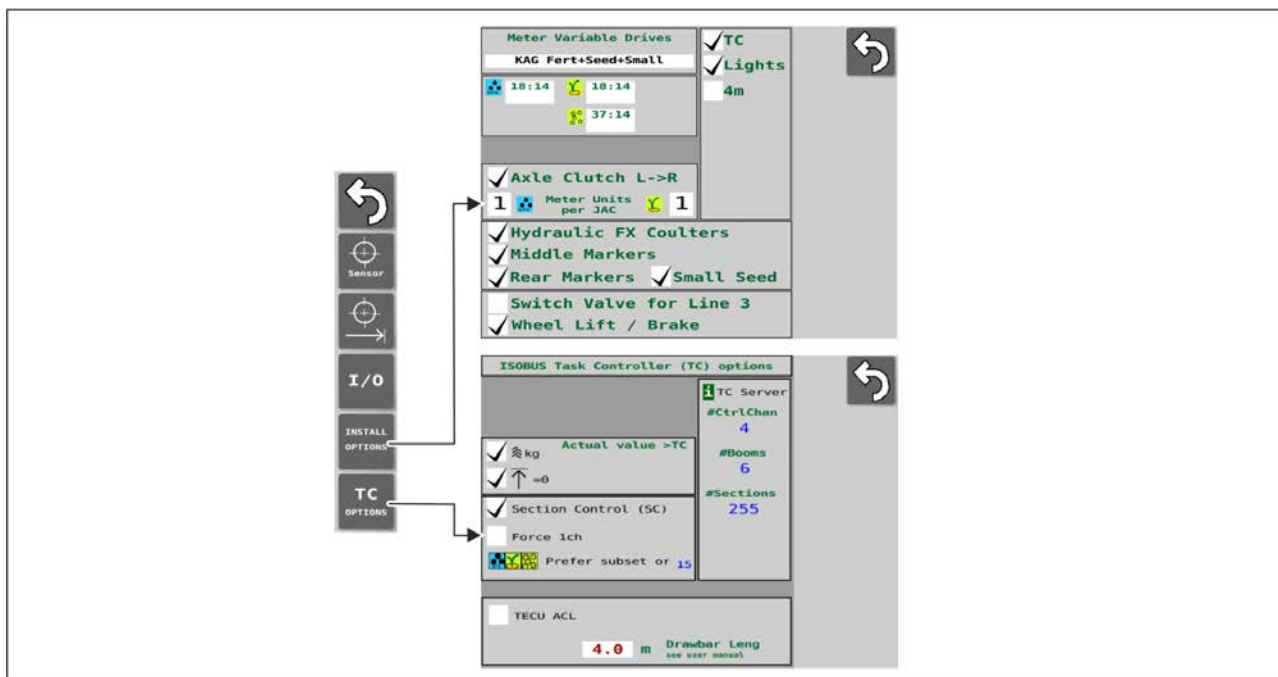 Sensor
I/O
INSTALL
OPTIONS
TC
OPTIONS
Meter Variable Drives
KAG Fert+Seed+Small
18:14
18:14
37:14
TC
Lights
4m
Axle Clutch L->R
1 Meter Units
per JAC 1
Hydraulic FX Coulters
Middle Markers
Rear Markers Small Seed
Switch Valve for Line 3
Wheel Lift / Brake
ISOBUS Task Controller (TC) options
i TC Server
#CtrlChan
4
#Booms
6
#Sections
255
Actual value >TC
kg
=0
Section Control (SC)
Force 1ch
Prefer subset or 15
TECU ACL
4.0 m Drawbar Leng
see user manual